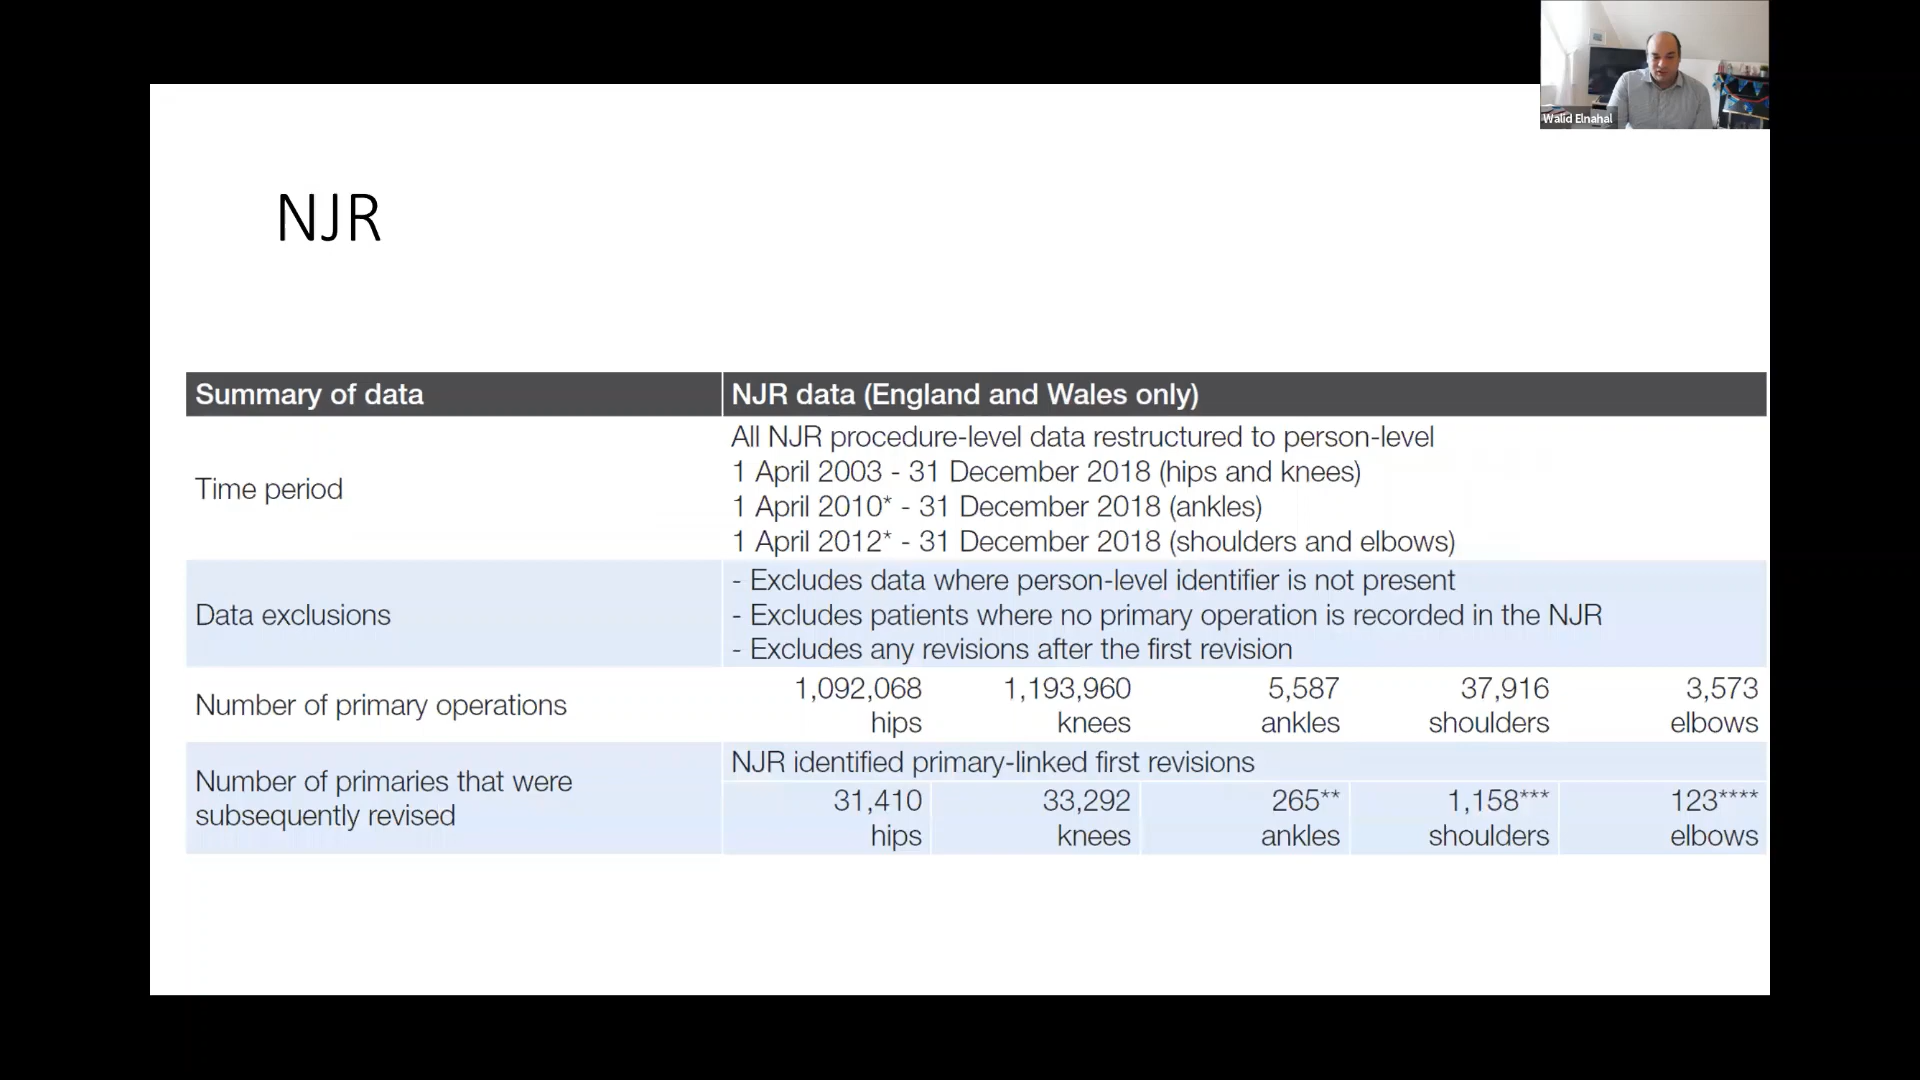 Walid Elnahal
NJR
Summary of data
NJR data (England and Wales only)
Time period
All NJR procedure-level data restructured to person-level
1 April 2003 - 31 December 2018 (hips and knees)
1 April 2010* - 31 December 2018 (ankles)
1 April 2012* - 31 December 2018 (shoulders and elbows)
Data exclusions
- Excludes data where person-level identifier is not present
- Excludes patients where no primary operation is recorded in the NJR
- Excludes any revisions after the first revision
Number of primary operations
1,092,068 1,193,960 5,587 37,916 3,573
hips knees ankles shoulders elbows
Number of primaries that were
subsequently revised
NJR identified primary-linked first revisions
31,410 33,292 265** 1,158*** 123****
hips knees ankles shoulders elbows